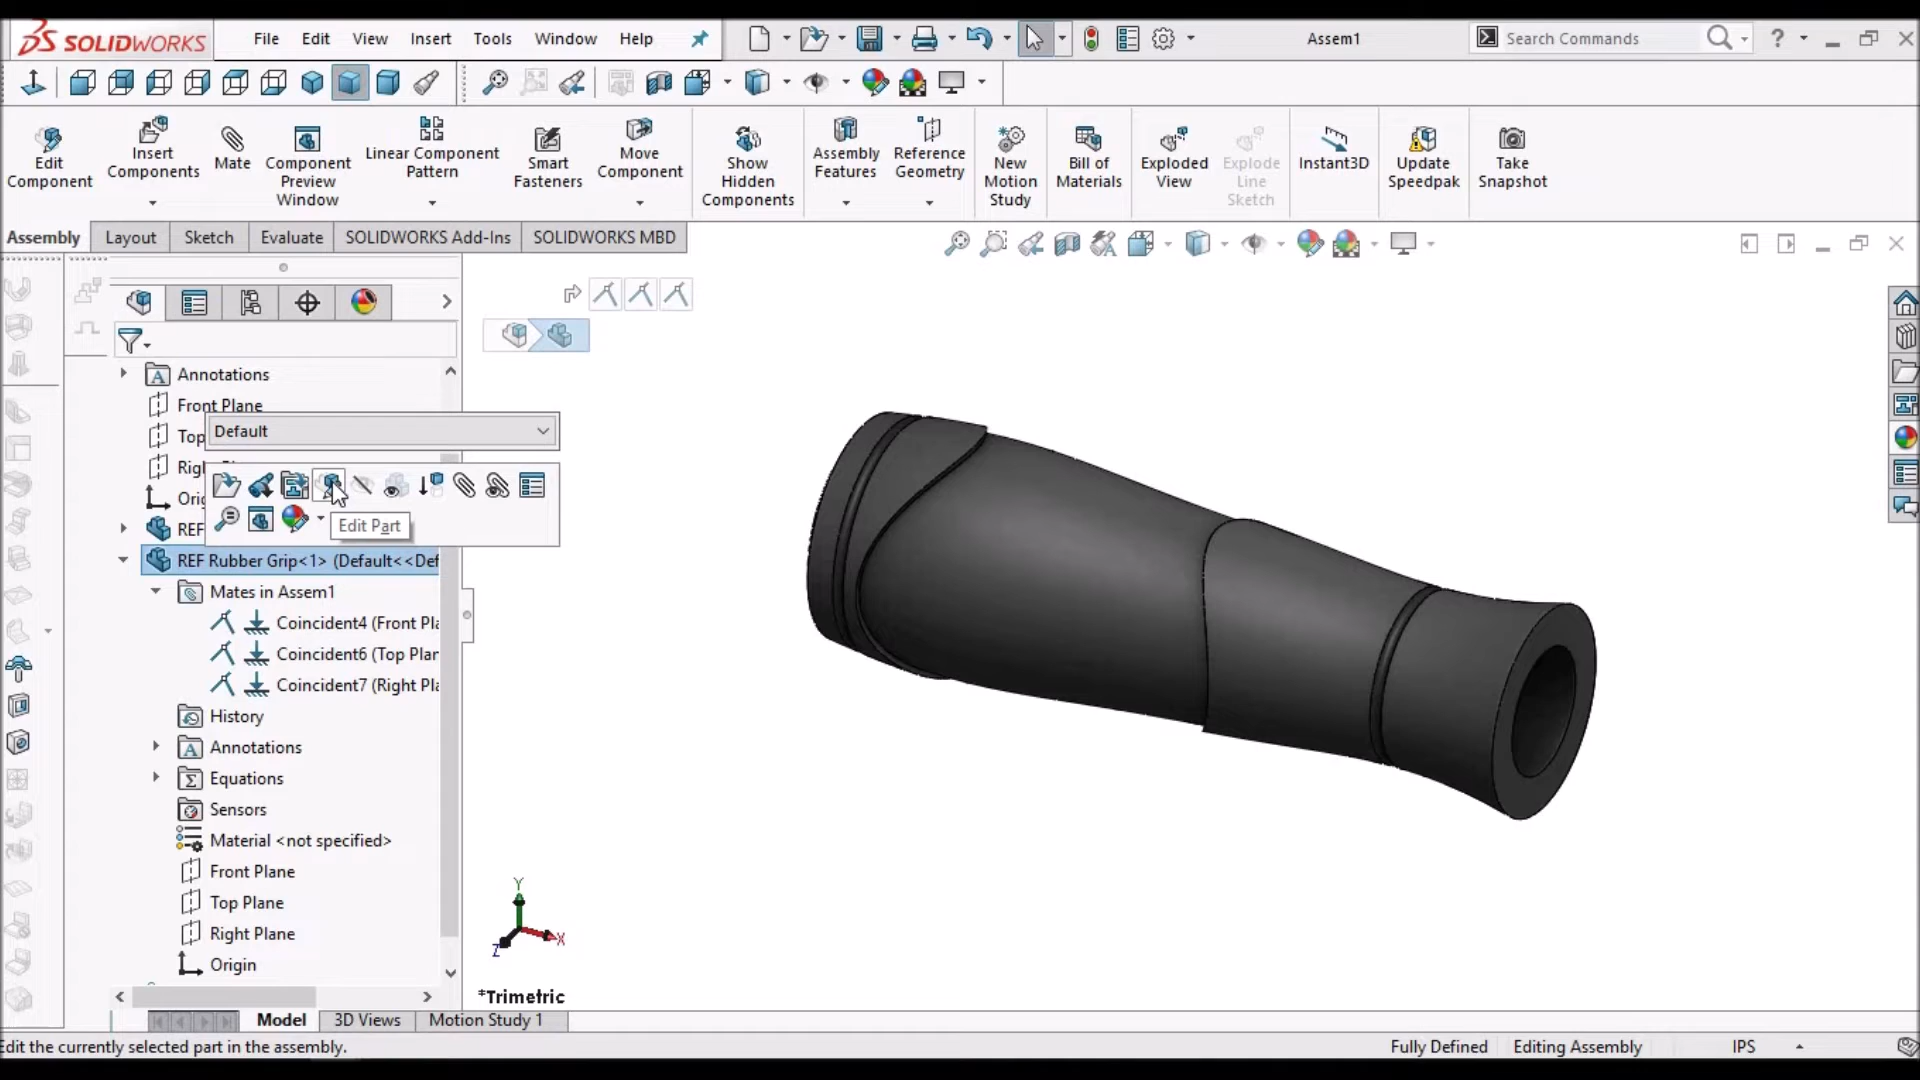 SOLIDWORKS File Edit View Insert Tools Window Help Assem1 Search Commands ?
Edit Component
Insert Components
Mate
Component Preview Window
Linear Component Pattern
Smart Fasteners
Move Component
Show Hidden Components
Assembly Features
Reference Geometry
New Motion Study
Bill of Materials
Exploded View
Explode Line Sketch
Instant3D
Update Speedpak
Take Snapshot
Assembly Layout Sketch Evaluate SOLIDWORKS Add-Ins SOLIDWORKS MBD
Annotations
Front Plane
Default
Top
Edit Part
REF
REF Rubber Grip<1> (Default<<Def
Mates in Assem1
Coincident4 (Front Pla
Coincident6 (Top Plan
Coincident7 (Right Pla
History
Annotations
Equations
Sensors
Material <not specified>
Front Plane
Top Plane
Right Plane
Origin
Y
X
Z
*Trimetric
Model 3D Views Motion Study 1
Edit the currently selected part in the assembly. Fully Defined Editing Assembly IPS